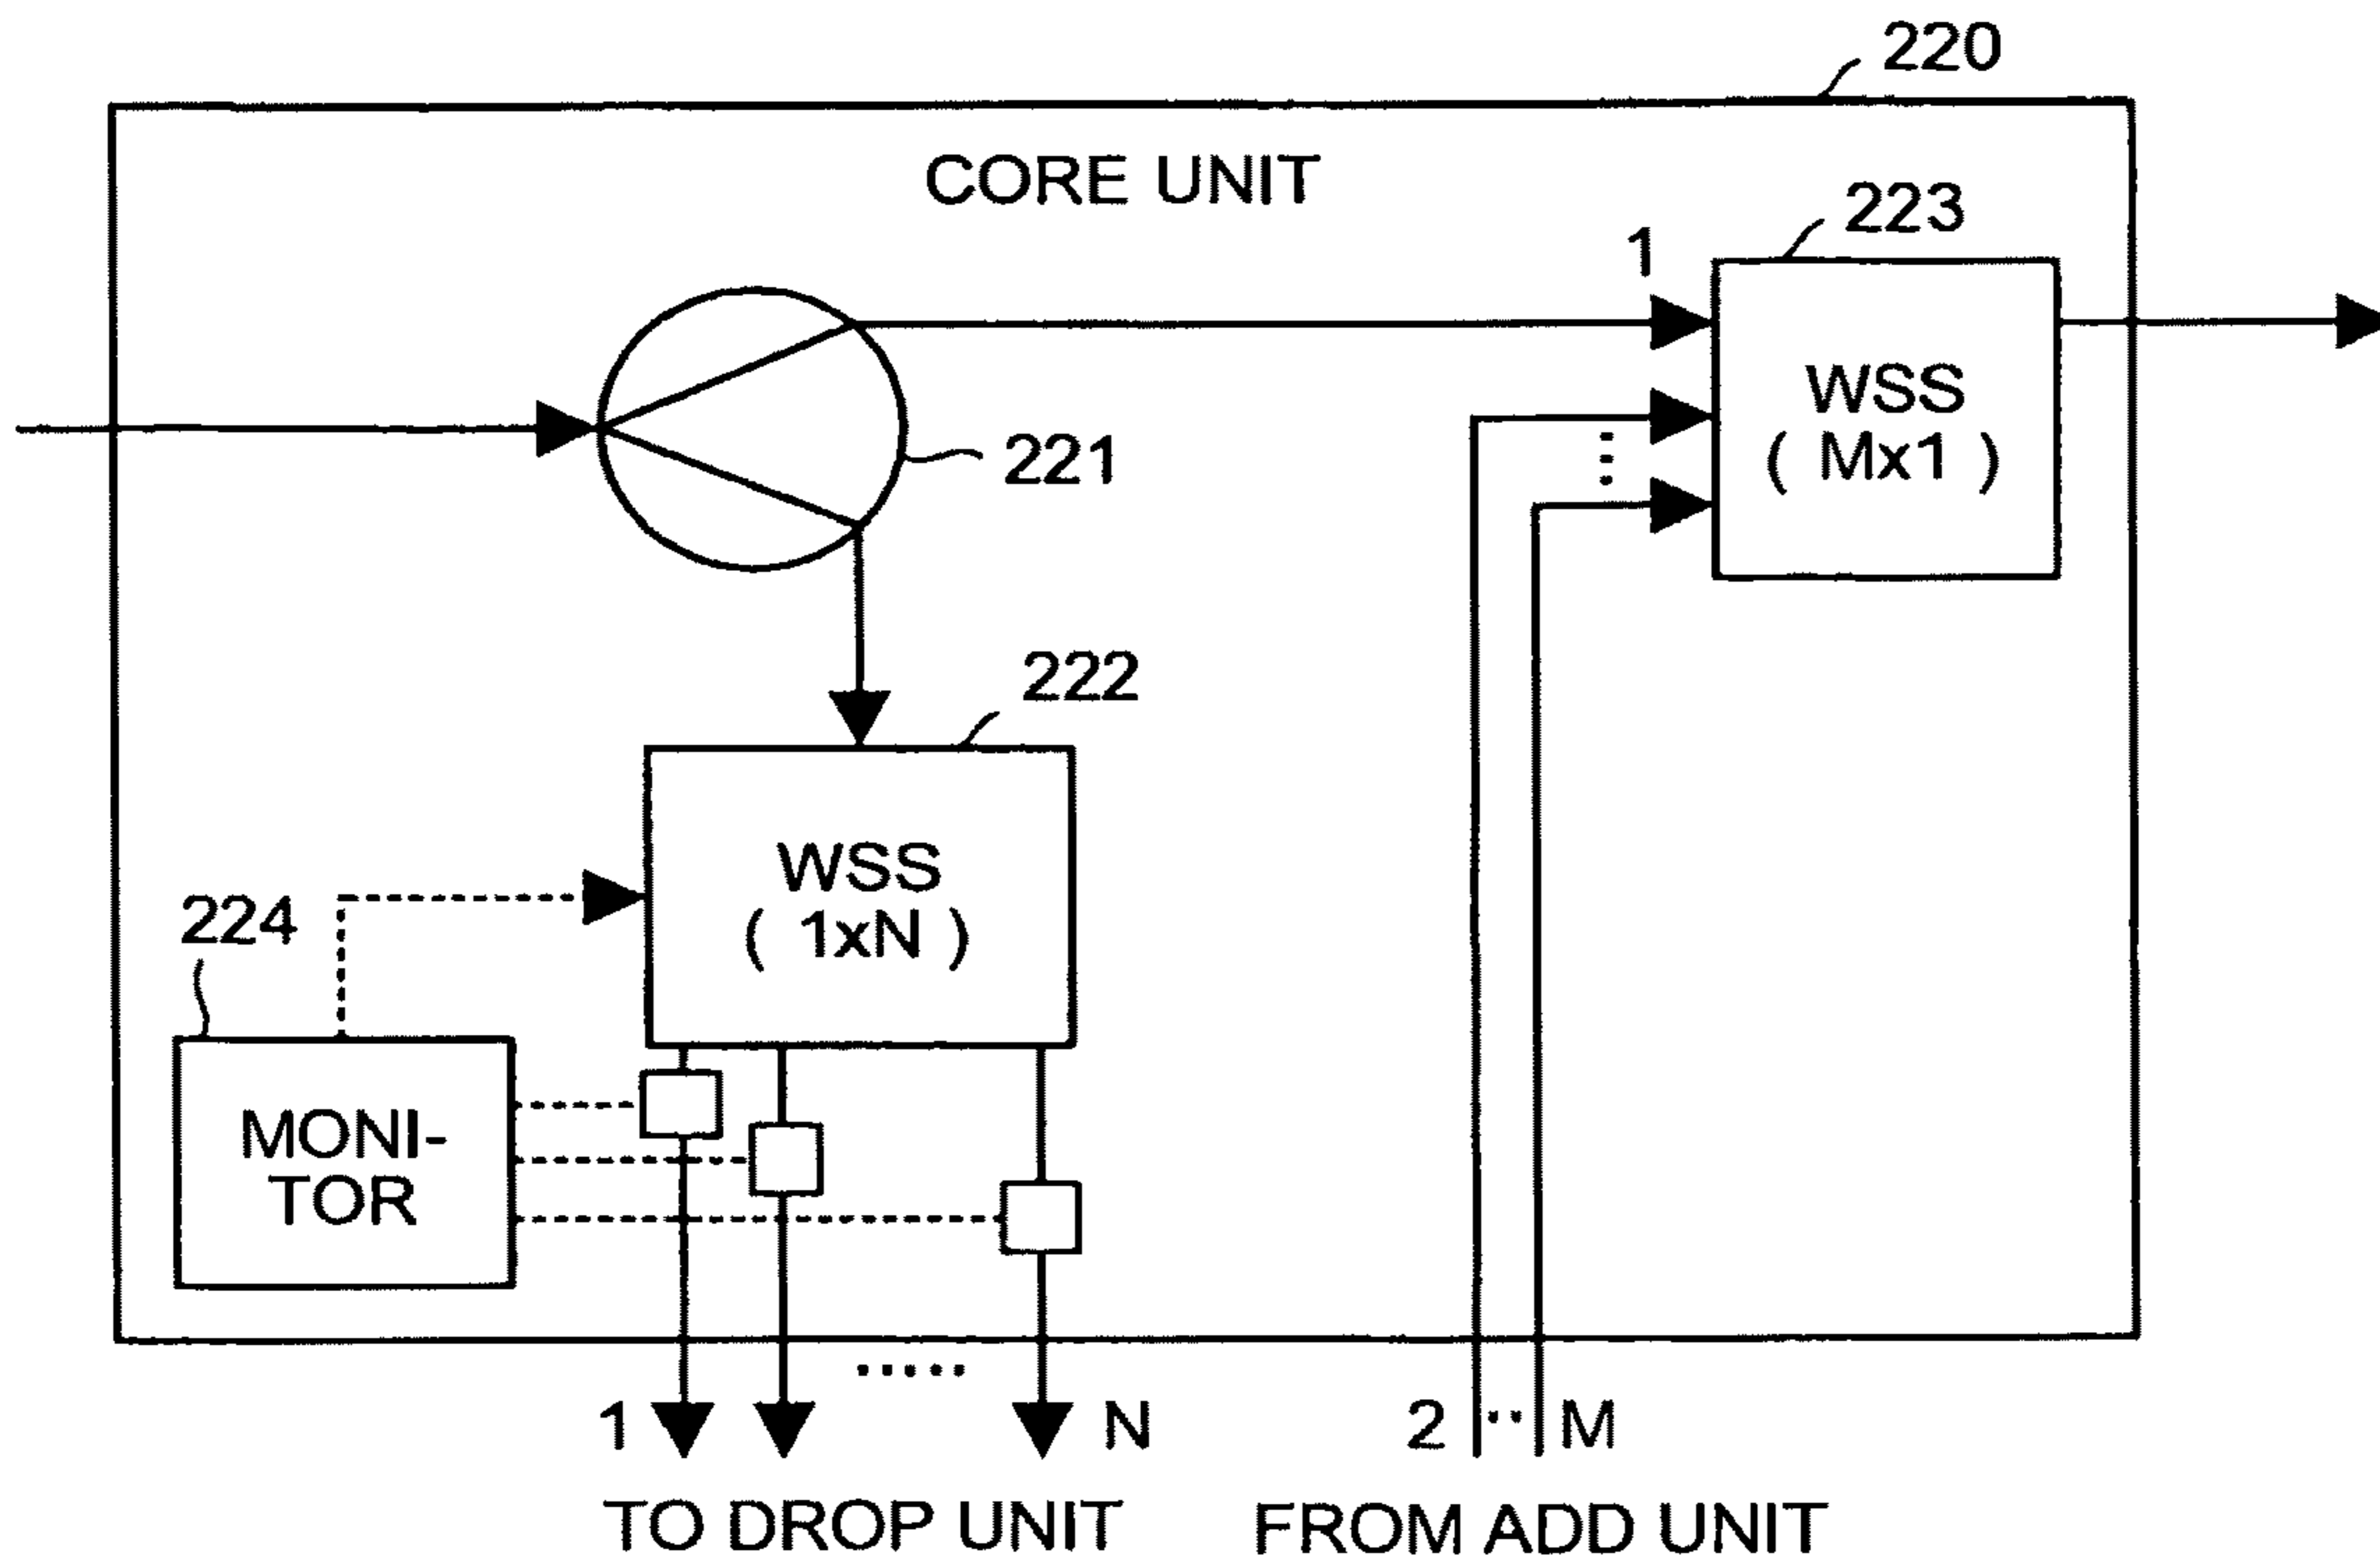 220
CORE UNIT
223
1
WSS
( Mx1 )
221
222
WSS
( 1xN )
224
MONI-
TOR
1
N
2
M
TO DROP UNIT
FROM ADD UNIT